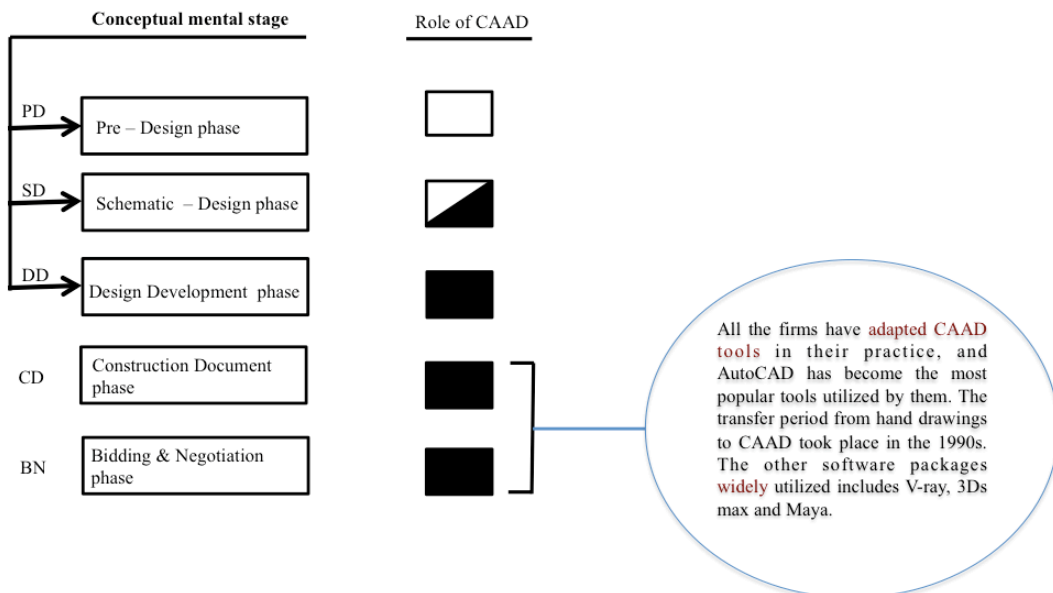 Conceptual mental stage
Role of CAAD
PD
Pre – Design phase
SD
Schematic – Design phase
DD
Design Development phase
CD
Construction Document
phase
BN
Bidding & Negotiation
phase
All the firms have adapted CAAD
tools in their practice, and
AutoCAD has become the most
popular tools utilized by them. The
transfer period from hand drawings
to CAAD took place in the 1990s.
The other software packages
widely utilized includes V-ray, 3Ds
max and Maya.